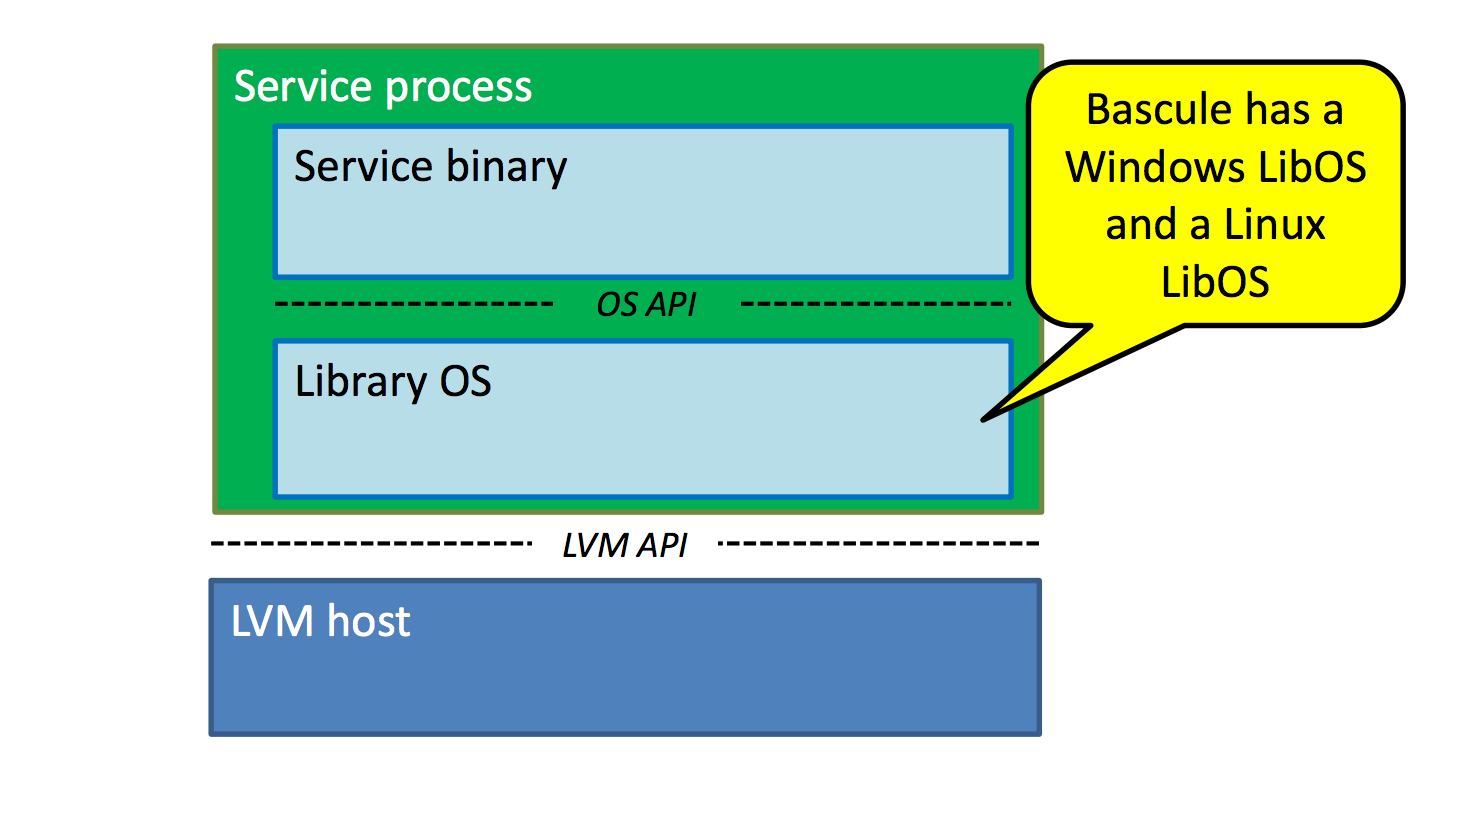 Service process
Service binary
OS API
Library OS
LVM API
LVM host
Bascule has a
Windows LibOS
and a Linux
LibOS